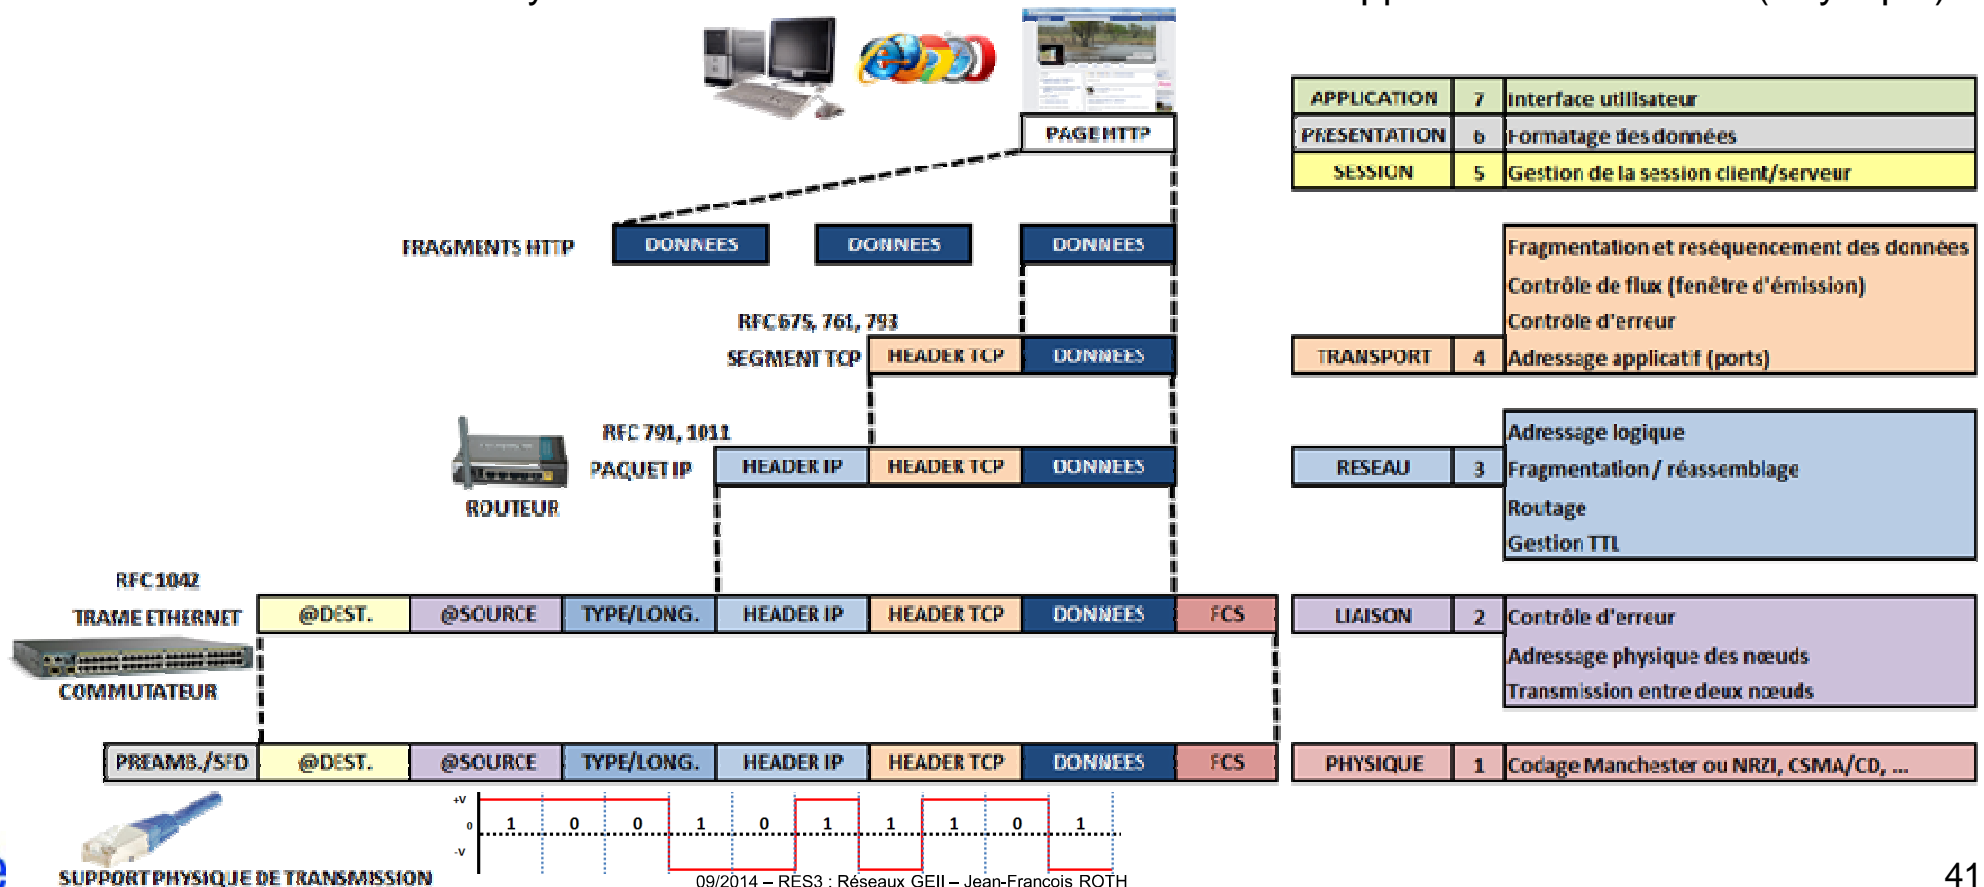 PAGE HTTP
APPLICATION 7 interface utillisateur
PRESENTATION 6 Formatage des données
SESSION 5 Gestion de la session client/serveur
FRAGMENTS HTTP DONNEES DONNEES DONNEES
Fragmentation et reséquencement des données
Contrôle de flux (fenêtre d'émission)
Contrôle d'erreur
RFC 675, 761, 793
SEGMENT TCP HEADER TCP DONNEES
TRANSPORT 4 Adressage applicatif (ports)
RFC 791, 1011
PAQUET IP HEADER IP HEADER TCP DONNEES
ROUTEUR
Adressage logique
RESEAU 3 Fragmentation / réassemblage
Routage
Gestion TTL
RFC 1042
TRAME ETHERNET @DEST. @SOURCE TYPE/LONG. HEADER IP HEADER TCP DONNEES FCS
COMMUTATEUR
LIAISON 2 Contrôle d'erreur
Adressage physique des nœuds
Transmission entre deux nœuds
PREAMB./SFD @DEST. @SOURCE TYPE/LONG. HEADER IP HEADER TCP DONNEES FCS
PHYSIQUE 1 Codage Manchester ou NRZI, CSMA/CD, ...
+V
0 1 0 0 1 0 1 1 1 0 1
-V
SUPPORT PHYSIQUE DE TRANSMISSION
09/2014 – RES3 : Réseaux GEII – Jean-François ROTH
41